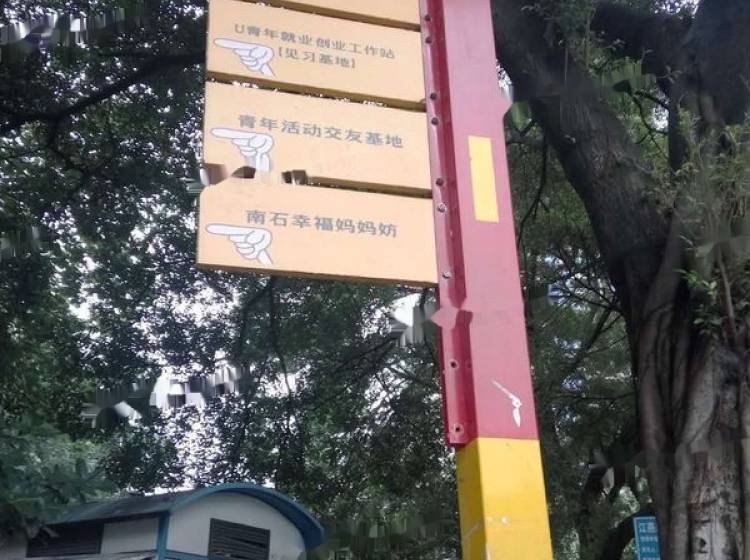 U青年就业创业工作站
(见习基地)
青年活动交友基地
南石幸福妈妈妨